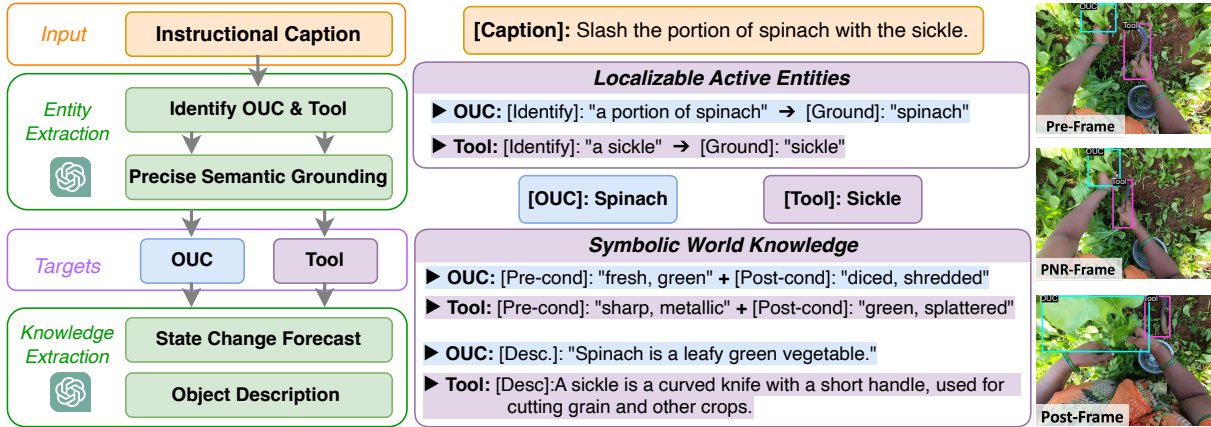 Input
Instructional Caption
Entity
Extraction
Identify OUC & Tool
Precise Semantic Grounding
Targets
OUC
Tool
Knowledge
Extraction
State Change Forecast
Object Description
[Caption]: Slash the portion of spinach with the sickle.
Localizable Active Entities
▶ OUC: [Identify]: "a portion of spinach" ➔ [Ground]: "spinach"
▶ Tool: [Identify]: "a sickle" ➔ [Ground]: "sickle"
[OUC]: Spinach
[Tool]: Sickle
Symbolic World Knowledge
▶ OUC: [Pre-cond]: "fresh, green" + [Post-cond]: "diced, shredded"
▶ Tool: [Pre-cond]: "sharp, metallic" + [Post-cond]: "green, splattered"
▶ OUC: [Desc.]: "Spinach is a leafy green vegetable."
▶ Tool: [Desc]:A sickle is a curved knife with a short handle, used for
cutting grain and other crops.
OUC
Tool
Pre-Frame
OUC
Tool
PNR-Frame
OUC
Tool
Post-Frame